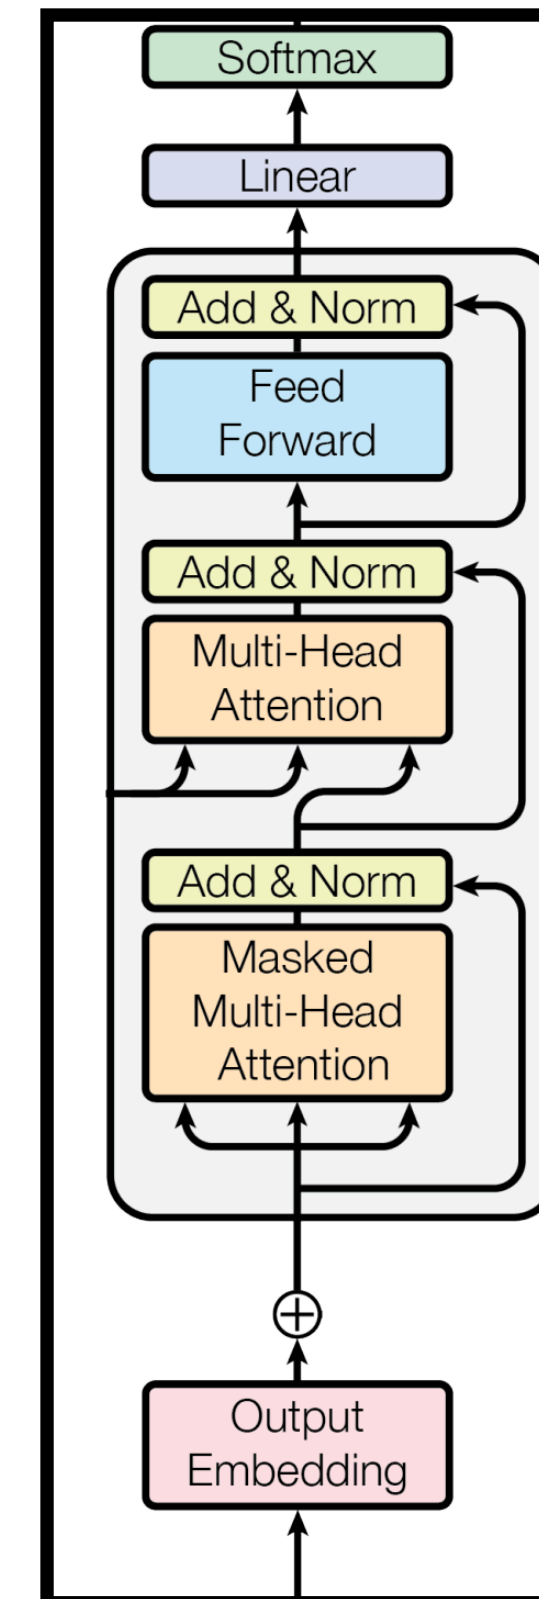 Softmax
Linear
Add & Norm
Feed
Forward
Add & Norm
Multi-Head
Attention
Add & Norm
Masked
Multi-Head
Attention
Output
Embedding